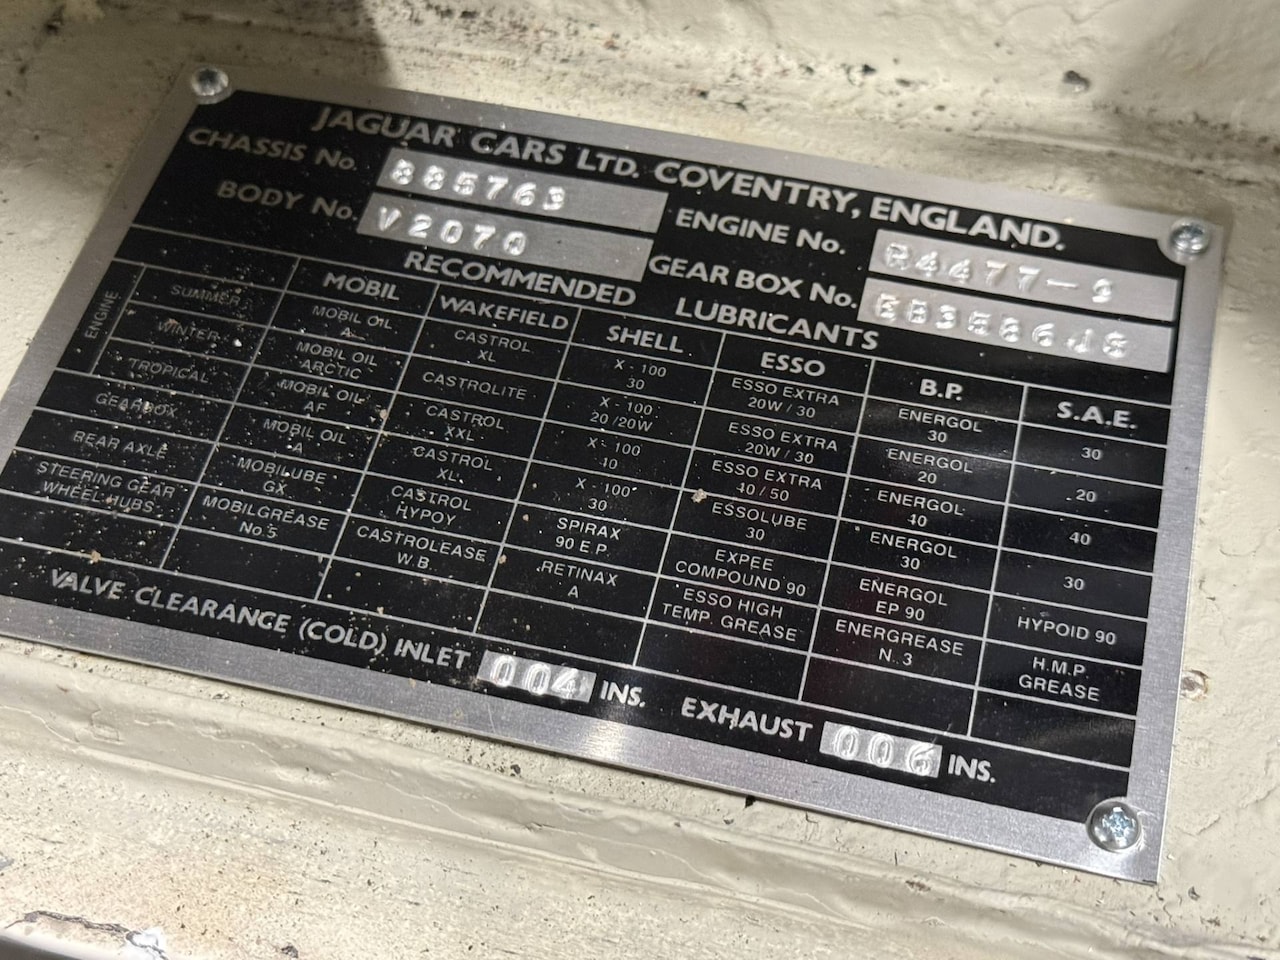 JAGUAR CARS LTD. COVENTRY, ENGLAND.
CHASSIS No. 885763 ENGINE No. R4477-9
BODY No. V2070 GEAR BOX No.
RECOMMENDED LUBRICANTS
MOBIL WAKEFIELD SHELL ESSO B.P. S.A.E.
ENGINE
SUMMER MOBIL OIL A CASTROL XL X-100 30 ESSO EXTRA 20W/30 ENERGOL 30 30
WINTER MOBIL OIL ARCTIC CASTROLITE X-100 20/20W ESSO EXTRA 20W/30 ENERGOL 20 20
TROPICAL MOBIL OIL AF CASTROL XXL X-100 40 ESSO EXTRA 40/50 ENERGOL 40 40
GEARBOX MOBIL OIL A CASTROL XL X-100 30 ESSOLUBE 30 ENERGOL 30 30
REAR AXLE MOBILUBE GX CASTROL HYPOY SPIRAX 90 E.P. EXPEE COMPOUND 90 ENERGOL EP 90 HYPOID 90
STEERING GEAR WHEEL HUBS MOBILGREASE No.5 CASTROLEASE W.B. RETINAX A ESSO HIGH TEMP. GREASE ENERGREASE N.3 H.M.P. GREASE
VALVE CLEARANCE (COLD) INLET 004 INS. EXHAUST 006 INS.